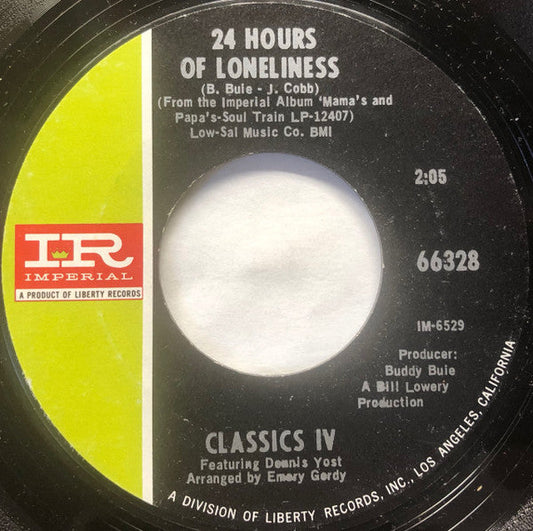 24 HOURS
OF LONELINESS
(B. Buie - J. Cobb)
(From the Imperial Album 'Mama's and
Papa's-Soul Train LP-12407)
Low-Sal Music Co. BMI
2:05
IR
IMPERIAL
A PRODUCT OF LIBERTY RECORDS
66328
IM-6529
Producer:
Buddy Buie
A Bill Lowery
Production
CLASSICS IV
Featuring Dennis Yost
Arranged by Emory Gordy
A DIVISION OF LIBERTY RECORDS, INC., LOS ANGELES, CALIFORNIA